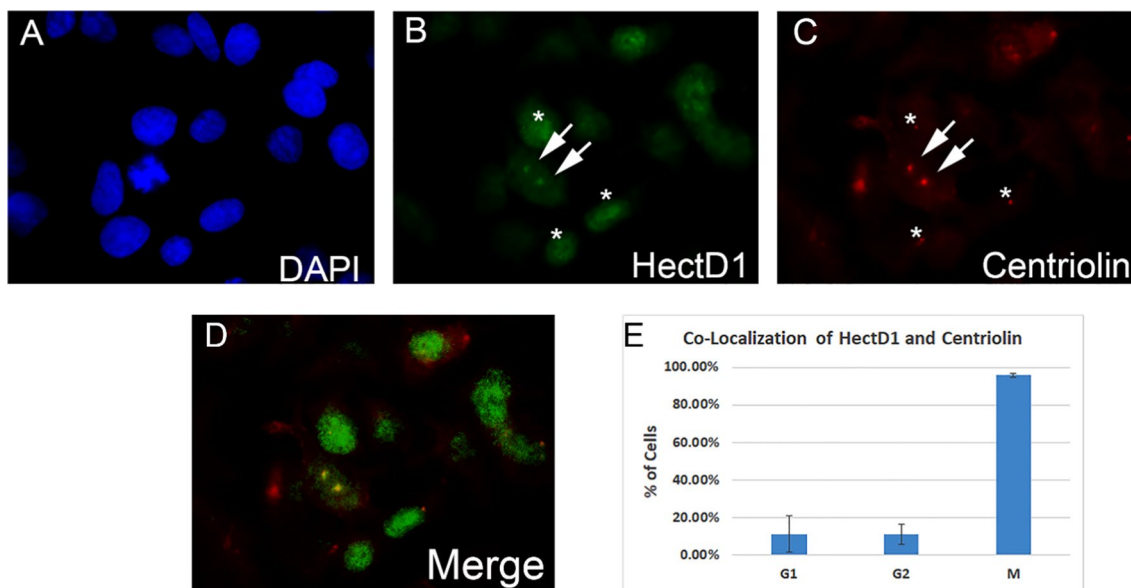 A
DAPI
B
*
*
*
HectD1
C
*
*
*
Centriolin
D
Merge
E
Co-Localization of HectD1 and Centriolin
% of Cells
100.00%
80.00%
60.00%
40.00%
20.00%
0.00%
G1 G2 M